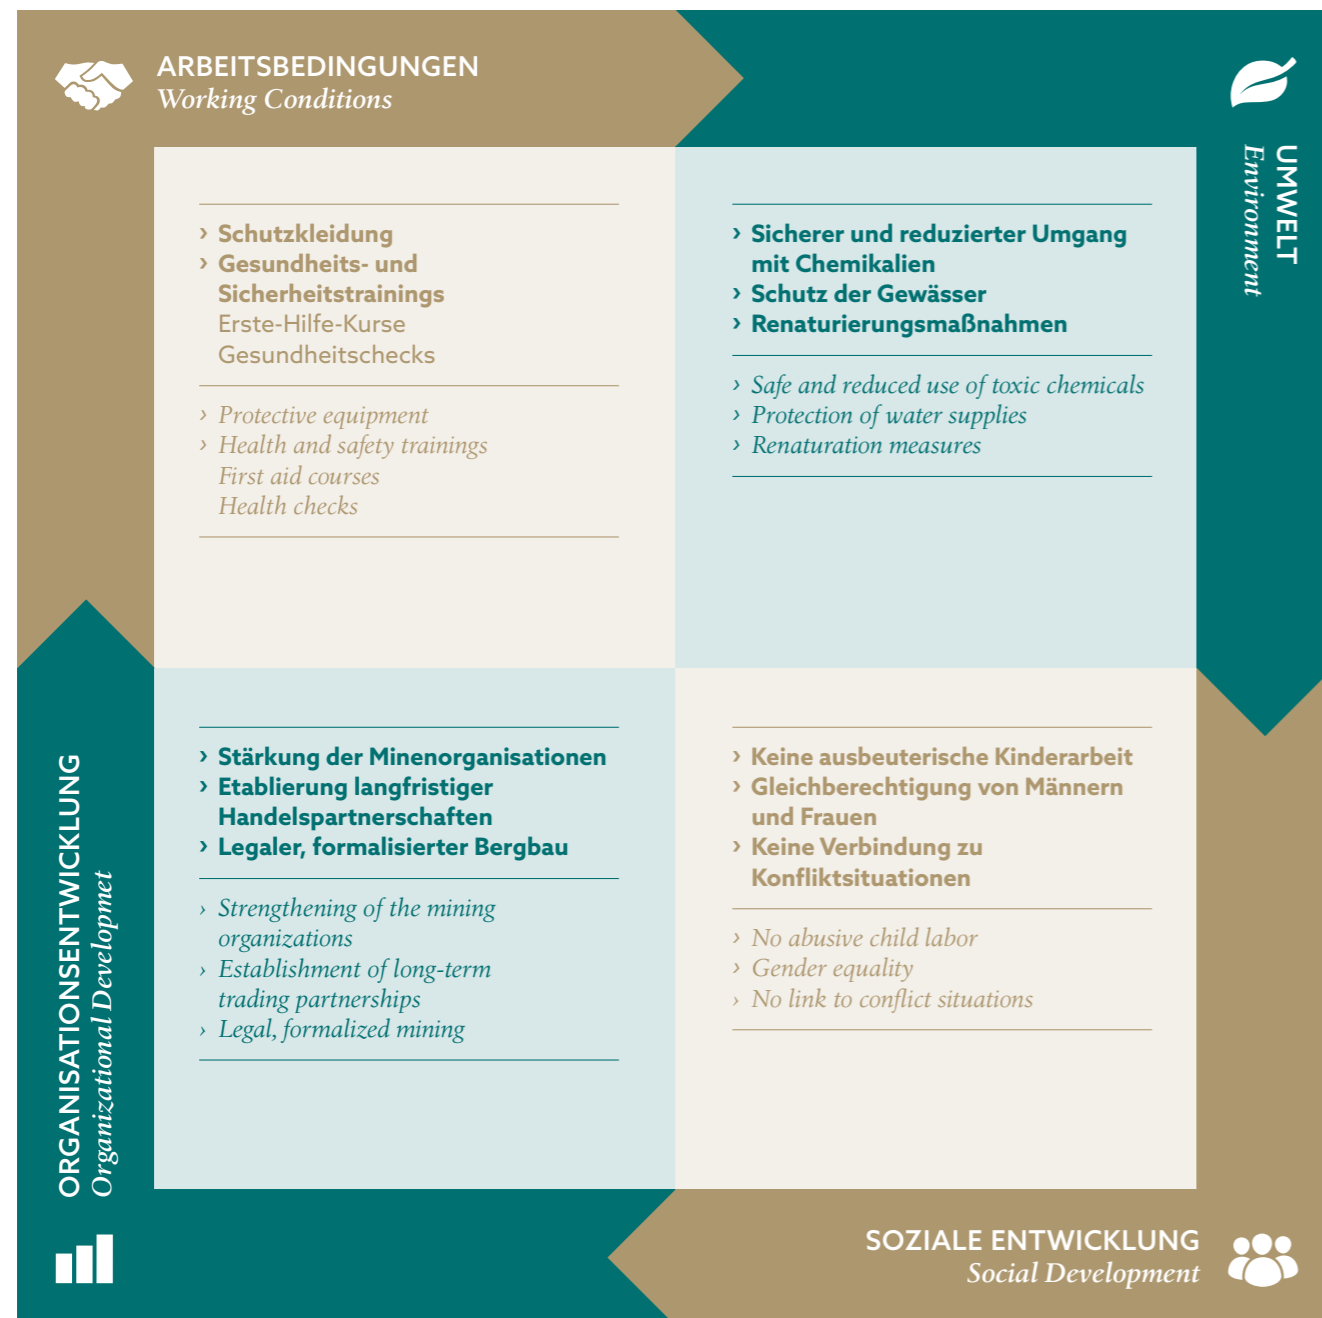 ARBEITSBEDINGUNGEN
Working Conditions
› Schutzkleidung
› Gesundheits- und
Sicherheitstrainings
Erste-Hilfe-Kurse
Gesundheitschecks
› Protective equipment
› Health and safety trainings
First aid courses
Health checks
UMWELT
Environment
› Sicherer und reduzierter Umgang
mit Chemikalien
› Schutz der Gewässer
› Renaturierungsmaßnahmen
› Safe and reduced use of toxic chemicals
› Protection of water supplies
› Renaturation measures
ORGANISATIONSENTWICKLUNG
Organizational Developmet
› Stärkung der Minenorganisationen
› Etablierung langfristiger
Handelspartnerschaften
› Legaler, formalisierter Bergbau
› Strengthening of the mining
organizations
› Establishment of long-term
trading partnerships
› Legal, formalized mining
› Keine ausbeuterische Kinderarbeit
› Gleichberechtigung von Männern
und Frauen
› Keine Verbindung zu
Konfliktsituationen
› No abusive child labor
› Gender equality
› No link to conflict situations
SOZIALE ENTWICKLUNG
Social Development